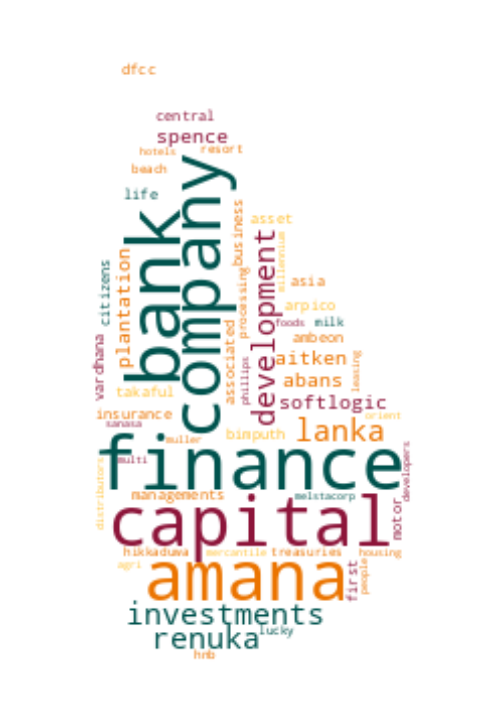 dfcc
central
spence
hotels
resort
beach
life
company
bank
business
asset
development
millennium
citizens
plantation
processing
asia
arpico
foods
milk
ambeon
associated
vardhana
aitken
phillips
leasing
abans
takaful
softlogic
insurance
orient
sanasa
lanka
bimputh
muller
finance
developers
multi
distributors
managements
melstacorp
capital
motor
hikkaduwa
mercantile
treasuries
housing
agri
amana
first
people
investments
renuka
lucky
hnb